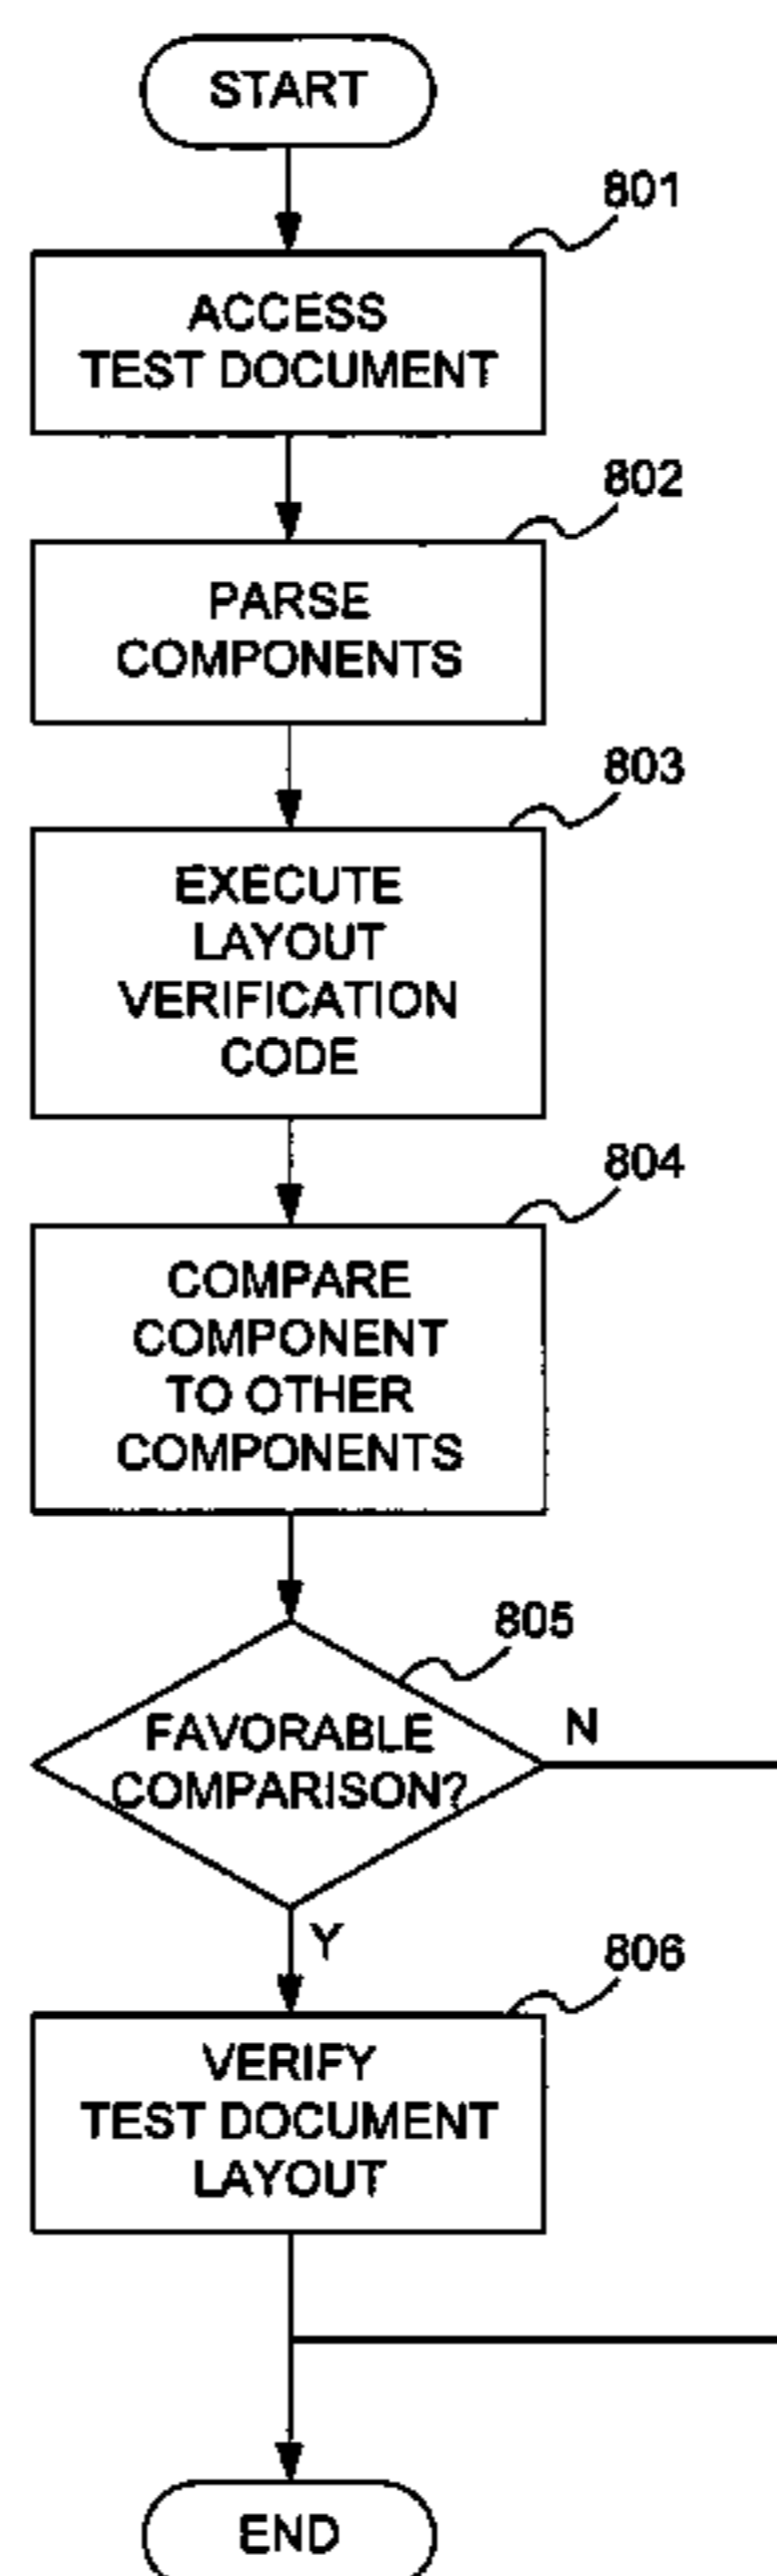 START
801
ACCESS
TEST DOCUMENT
802
PARSE
COMPONENTS
803
EXECUTE
LAYOUT
VERIFICATION
CODE
804
COMPARE
COMPONENT
TO OTHER
COMPONENTS
805
FAVORABLE
COMPARISON?
N
Y
806
VERIFY
TEST DOCUMENT
LAYOUT
END